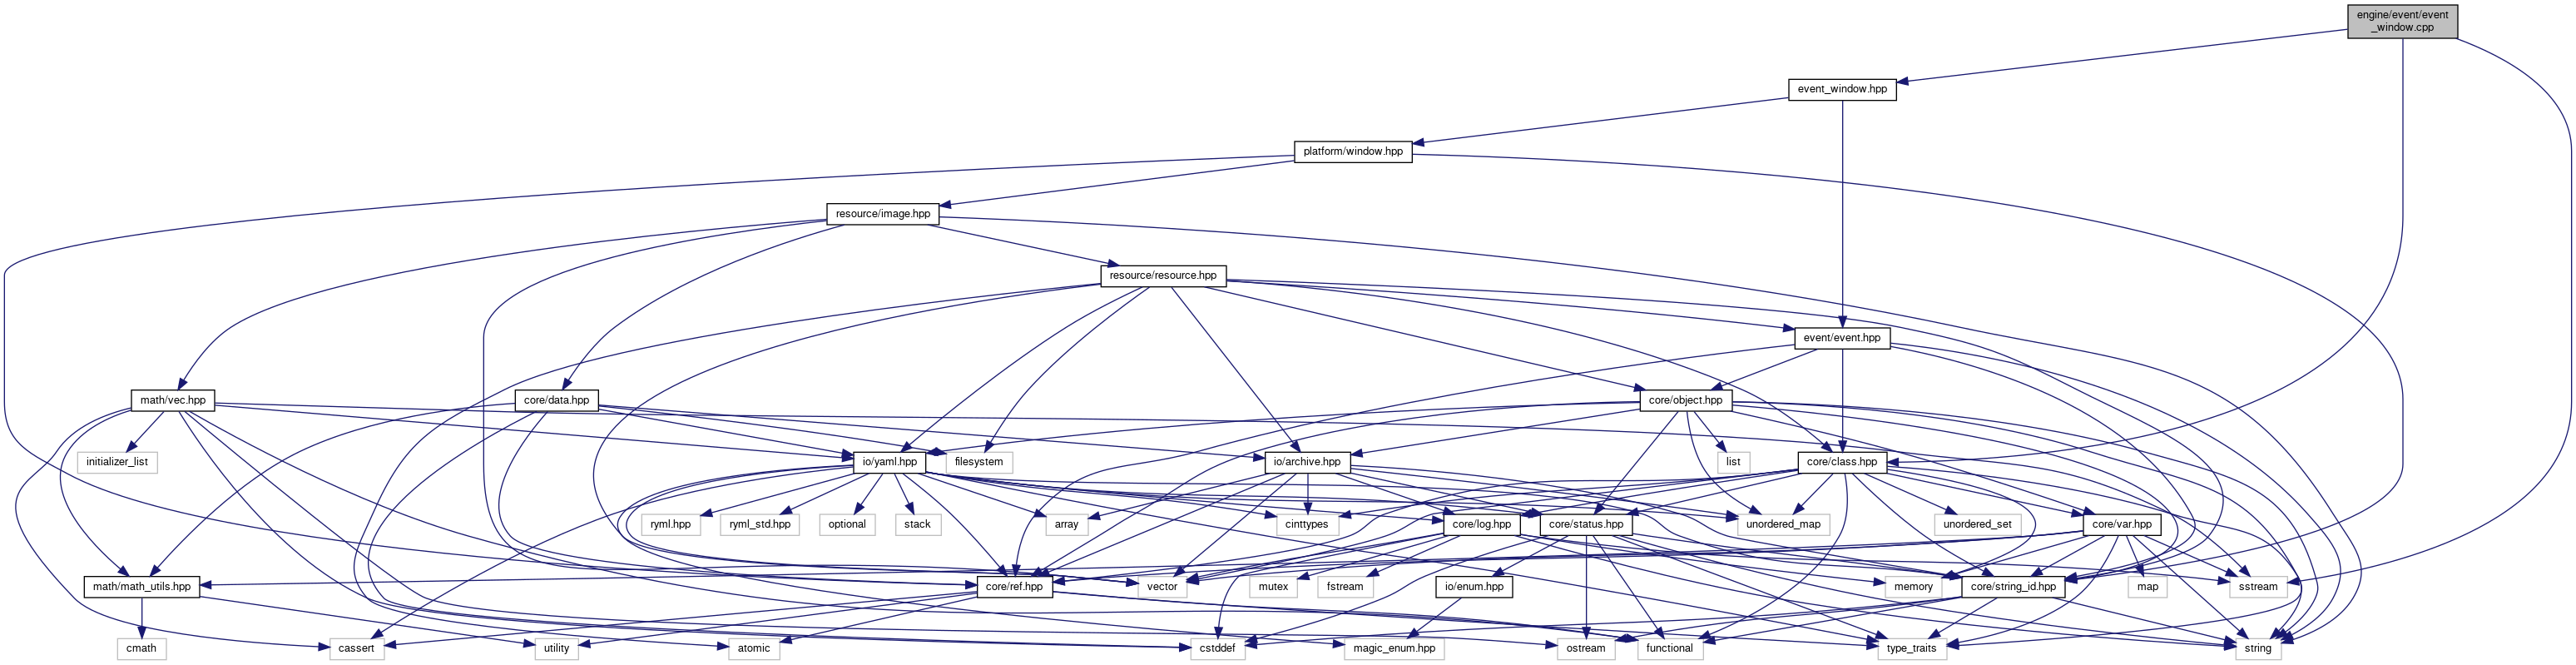 engine/event/event
_window.cpp
event_window.hpp
platform/window.hpp
resource/image.hpp
resource/resource.hpp
event/event.hpp
math/vec.hpp
core/data.hpp
core/object.hpp
initializer_list
io/yaml.hpp
filesystem
io/archive.hpp
list
core/class.hpp
ryml.hpp
ryml_std.hpp
optional
stack
array
cinttypes
core/log.hpp
core/status.hpp
unordered_map
unordered_set
core/var.hpp
math/math_utils.hpp
core/ref.hpp
vector
mutex
fstream
io/enum.hpp
memory
core/string_id.hpp
map
sstream
cmath
cassert
utility
atomic
cstddef
magic_enum.hpp
ostream
functional
type_traits
string